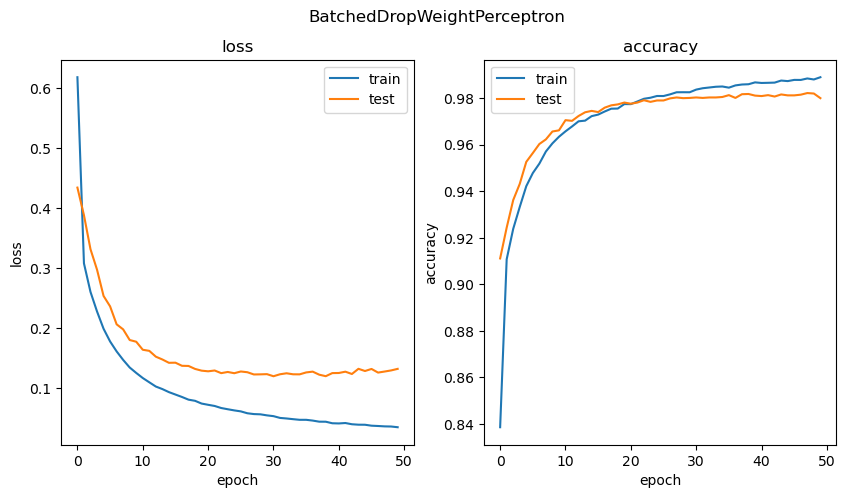 BatchedDropWeightPerceptron
loss
train
test
0.6
0.5
0.4
0.3
0.2
0.1
loss
0 10 20 30 40 50
epoch
accuracy
train
test
0.98
0.96
0.94
0.92
0.90
0.88
0.86
0.84
accuracy
0 10 20 30 40 50
epoch